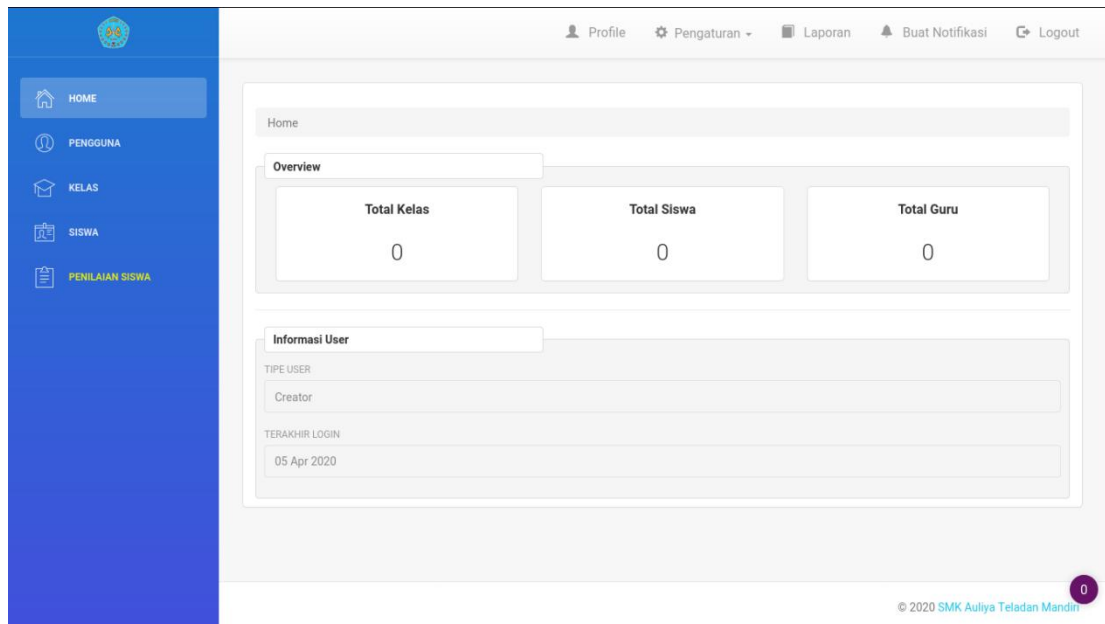 Profile
Pengaturan
Laporan
Buat Notifikasi
Logout
HOME
PENGGUNA
KELAS
SISWA
PENILAIAN SISWA
Home
Overview
Total Kelas
0
Total Siswa
0
Total Guru
0
Informasi User
TIPE USER
Creator
TERAKHIR LOGIN
05 Apr 2020
0
© 2020 SMK Auliya Teladan Mandiri